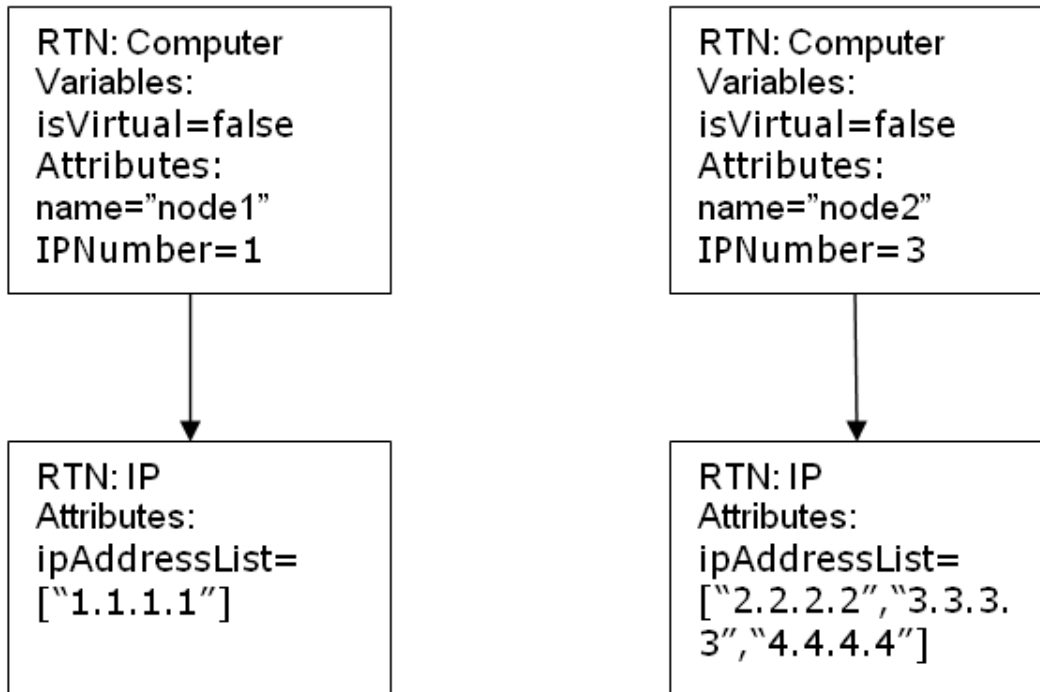 RTN: Computer
Variables:
isVirtual=false
Attributes:
name=”node1”
IPNumber=1
RTN: Computer
Variables:
isVirtual=false
Attributes:
name=”node2”
IPNumber=3
RTN: IP
Attributes:
ipAddressList=
[“1.1.1.1”]
RTN: IP
Attributes:
ipAddressList=
[“2.2.2.2”,“3.3.3.
3”,“4.4.4.4”]